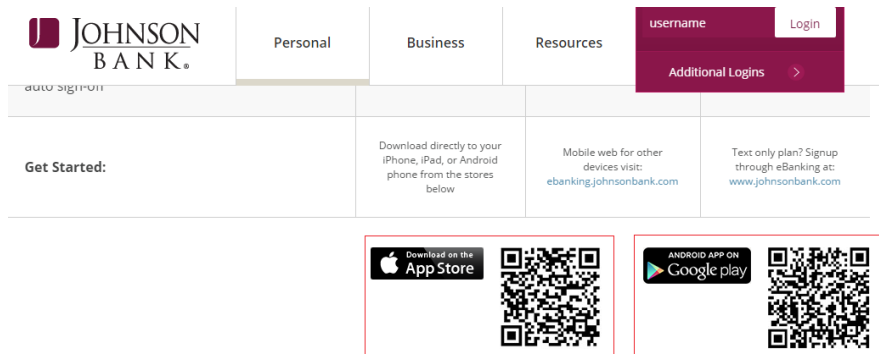 JOHNSON
BANK®
Personal
Business
Resources
username
Login
Additional Logins
auto sign-off
Get Started:
Download directly to your
iPhone, iPad, or Android
phone from the stores
below
Mobile web for other
devices visit:
ebanking.johnsonbank.com
Text only plan? Signup
through eBanking at:
www.johnsonbank.com
Download on the
App Store
ANDROID APP ON
Google play